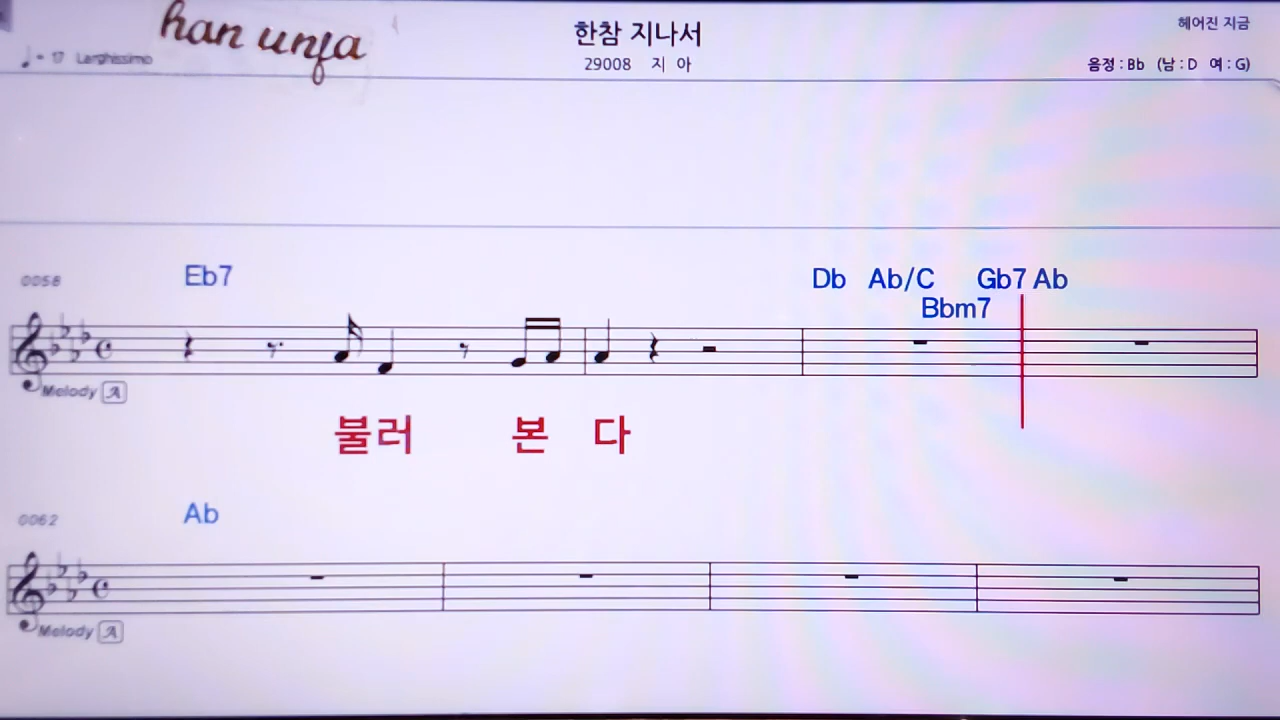 han unja
한참 지나서
헤어진 지금
♩ = 17 Larghissimo
29008 지 아
음정 : Bb (남 : D 여 : G)
0058 Eb7 Db Ab/C Gb7 Ab
Bbm7
Melody A
불러 본 다
0062 Ab
Melody A